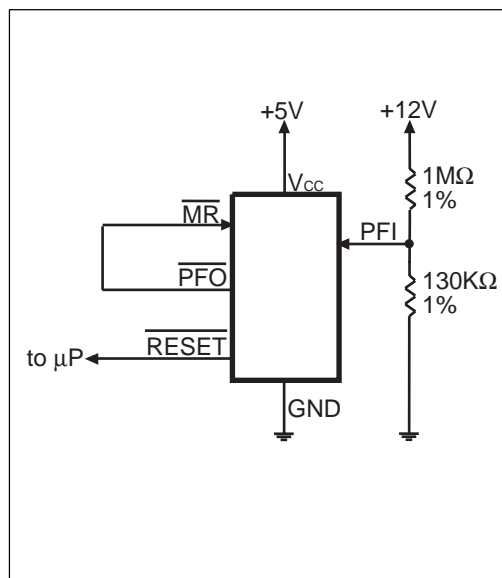 +5V
+12V
VCC
1MΩ
1%
MR
PFI
PFO
130KΩ
1%
RESET
to μP
GND